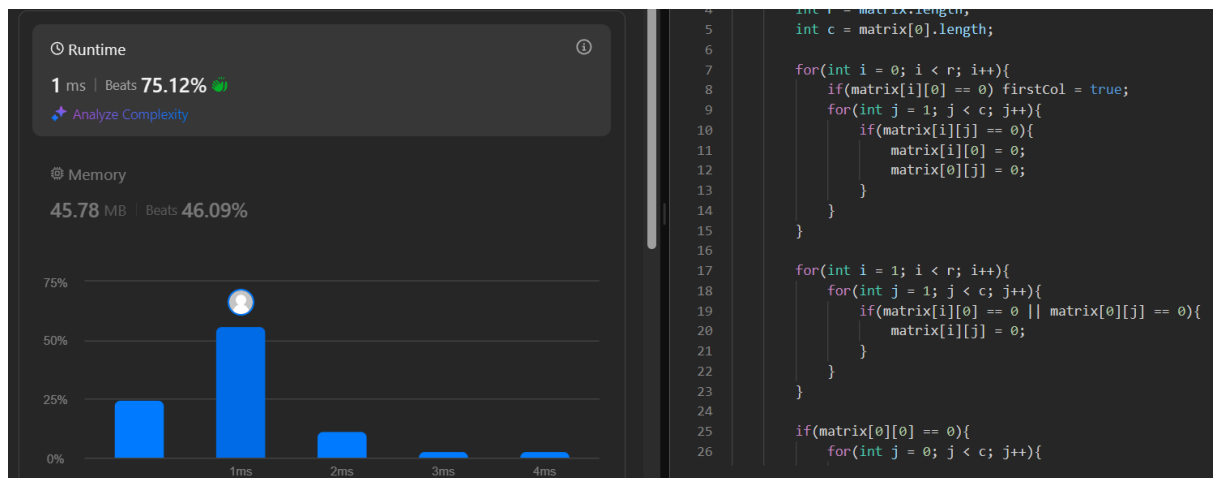 Runtime
1 ms | Beats 75.12%
Analyze Complexity
Memory
45.78 MB | Beats 46.09%
75%
50%
25%
0%
1ms 2ms 3ms 4ms
4 int r = matrix.length;
5 int c = matrix[0].length;
6
7 for(int i = 0; i < r; i++){
8 if(matrix[i][0] == 0) firstCol = true;
9 for(int j = 1; j < c; j++){
10 if(matrix[i][j] == 0){
11 matrix[i][0] = 0;
12 matrix[0][j] = 0;
13 }
14 }
15 }
16
17 for(int i = 1; i < r; i++){
18 for(int j = 1; j < c; j++){
19 if(matrix[i][0] == 0 || matrix[0][j] == 0){
20 matrix[i][j] = 0;
21 }
22 }
23 }
24
25 if(matrix[0][0] == 0){
26 for(int j = 0; j < c; j++){